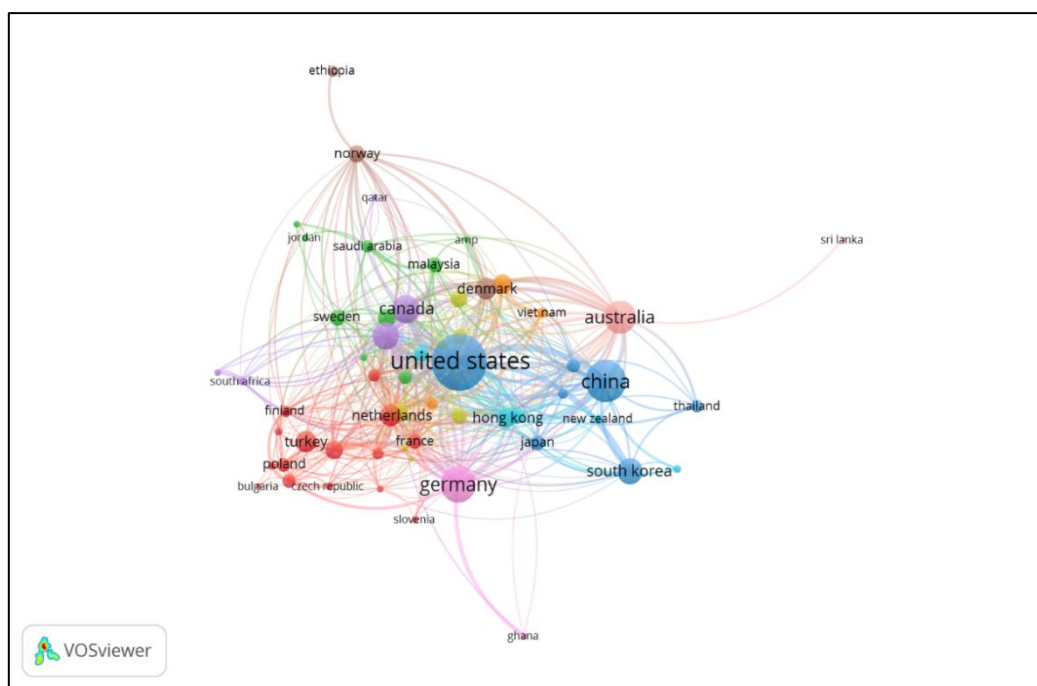 ethiopia
norway
qatar
jordan
saudi arabia
amp
sri lanka
malaysia
denmark
canada
viet nam
australia
sweden
united states
china
south africa
finland
netherlands
hong kong
new zealand
thailand
turkey
france
japan
poland
south korea
bulgaria
czech republic
germany
slovenia
ghana
VOSviewer